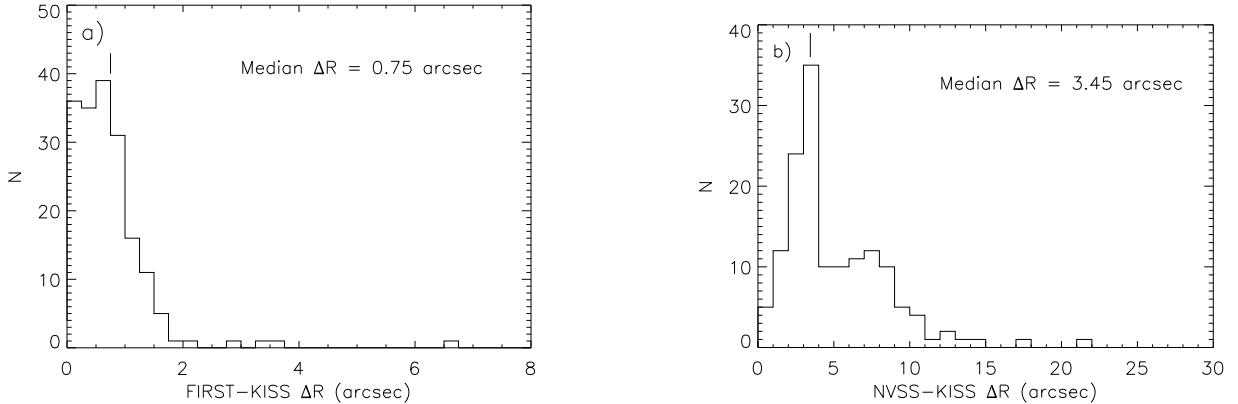 a)
Median ΔR = 0.75 arcsec
50
40
30
20
10
0
N
0 2 4 6 8
FIRST−KISS ΔR (arcsec)
b)
Median ΔR = 3.45 arcsec
40
30
20
10
0
N
0 5 10 15 20 25 30
NVSS−KISS ΔR (arcsec)